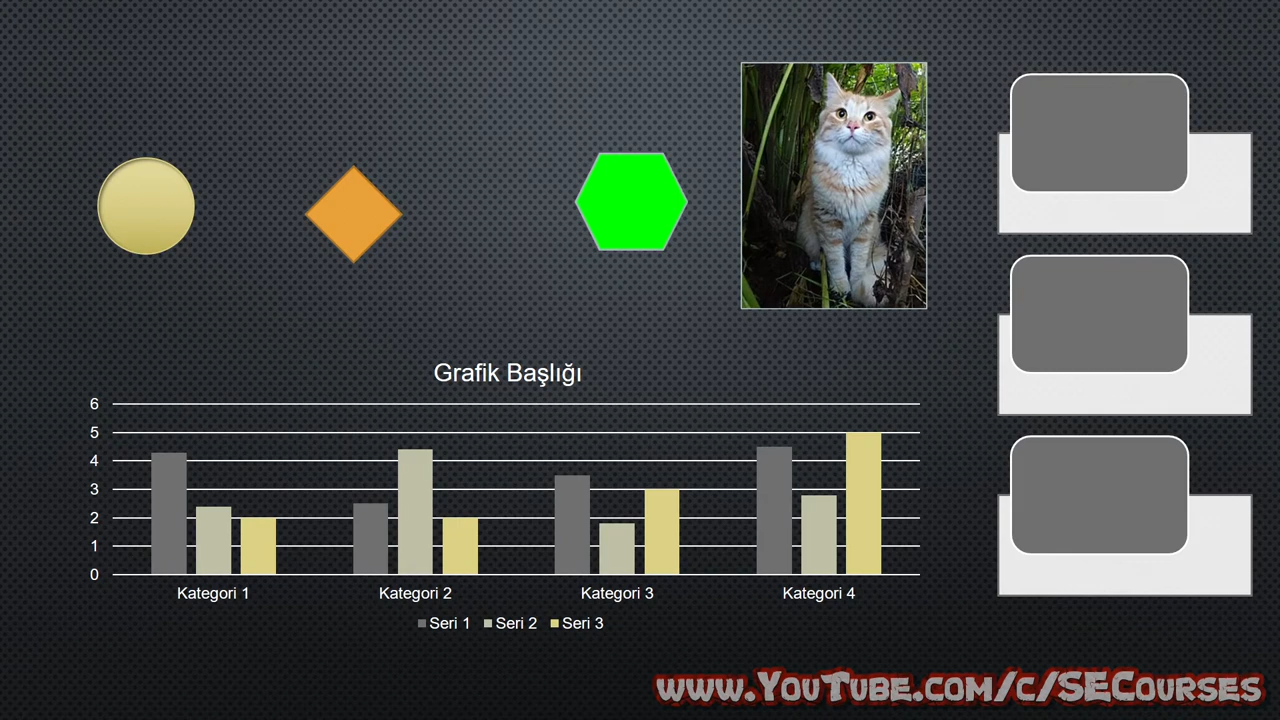 Grafik Başlığı
6
5
4
3
2
1
0
Kategori 1 Kategori 2 Kategori 3 Kategori 4
Seri 1 Seri 2 Seri 3
www.YouTube.com/c/SECourses